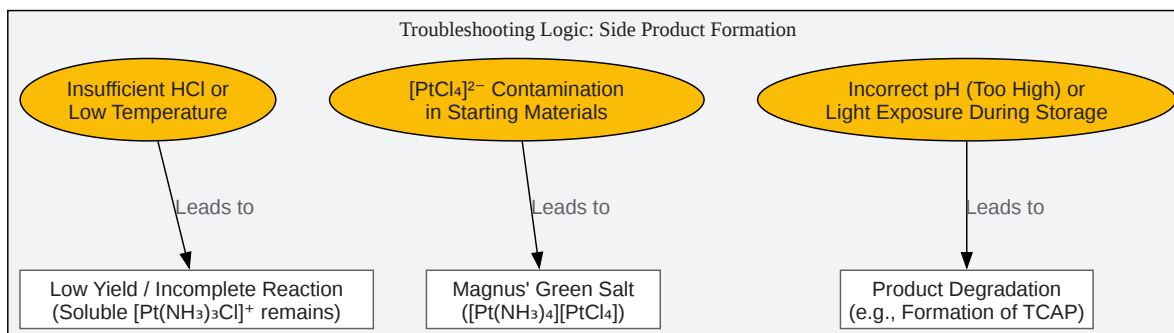 Troubleshooting Logic: Side Product Formation
Insufficient HCl or
Low Temperature
[PtCl₄]²⁻ Contamination
in Starting Materials
Incorrect pH (Too High) or
Light Exposure During Storage
Leads to
Leads to
Leads to
Low Yield / Incomplete Reaction
(Soluble [Pt(NH₃)₃Cl]⁺ remains)
Magnus' Green Salt
([Pt(NH₃)₄][PtCl₄])
Product Degradation
(e.g., Formation of TCAP)